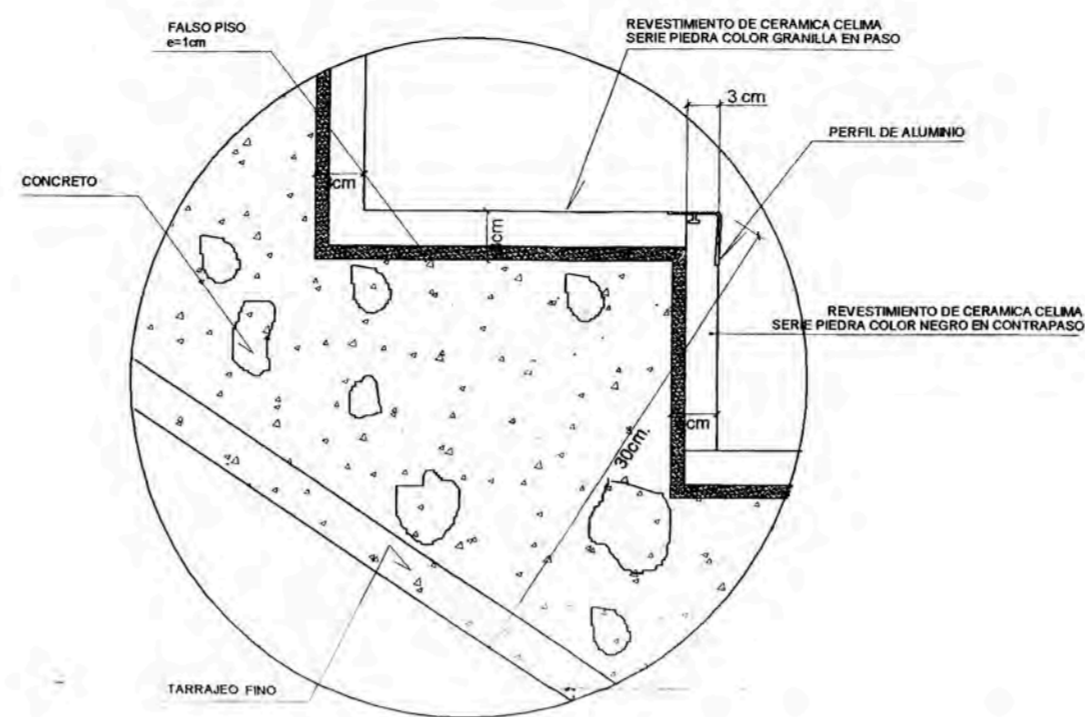 FALSO PISO
e=1cm
REVESTIMIENTO DE CERAMICA CELIMA
SERIE PIEDRA COLOR GRANILLA EN PASO
3 cm
PERFIL DE ALUMINIO
CONCRETO
cm
cm
REVESTIMIENTO DE CERAMICA CELIMA
SERIE PIEDRA COLOR NEGRO EN CONTRAPASO
cm
30cm.
TARRAJEO FINO